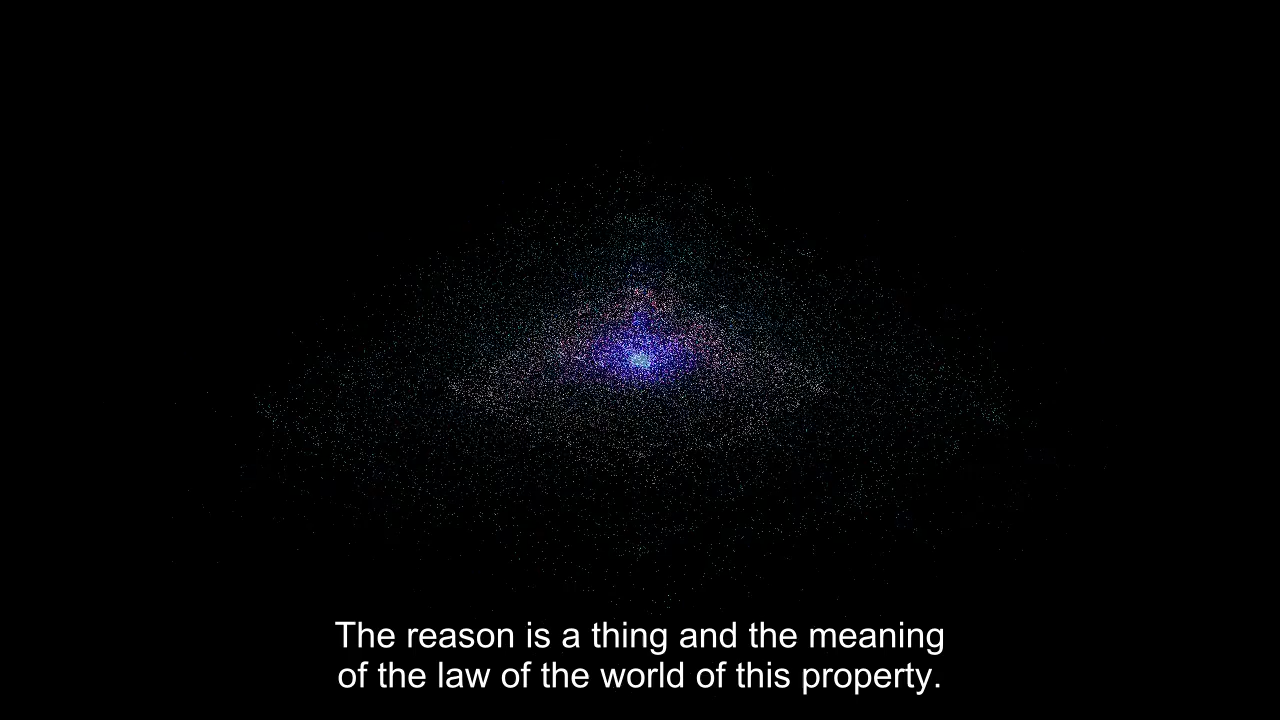 The reason is a thing and the meaning
of the law of the world of this property.